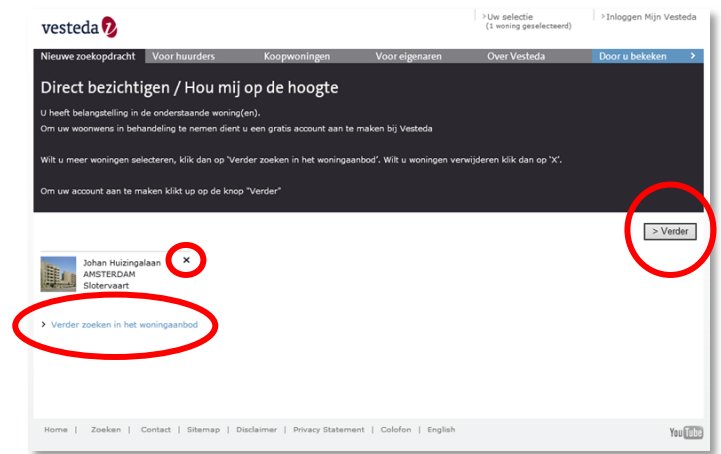 vesteda
>Uw selectie
(1 woning geselecteerd)
>Inloggen Mijn Vesteda
Nieuwe zoekopdracht Voor huurders Koopwoningen Voor eigenaren Over Vesteda Door u bekeken >
Direct bezichtigen / Hou mij op de hoogte
U heeft belangstelling in de onderstaande woning(en).
Om uw woonwens in behandeling te nemen dient u een gratis account aan te maken bij Vesteda
Wilt u meer woningen selecteren, klik dan op 'Verder zoeken in het woningaanbod'. Wilt u woningen verwijderen klik dan op 'X'.
Om uw account aan te maken klikt up op de knop "Verder"
> Verder
Johan Huizingalaan ×
AMSTERDAM
Slotervaart
> Verder zoeken in het woningaanbod
Home | Zoeken | Contact | Sitemap | Disclaimer | Privacy Statement | Colofon | English
YouTube